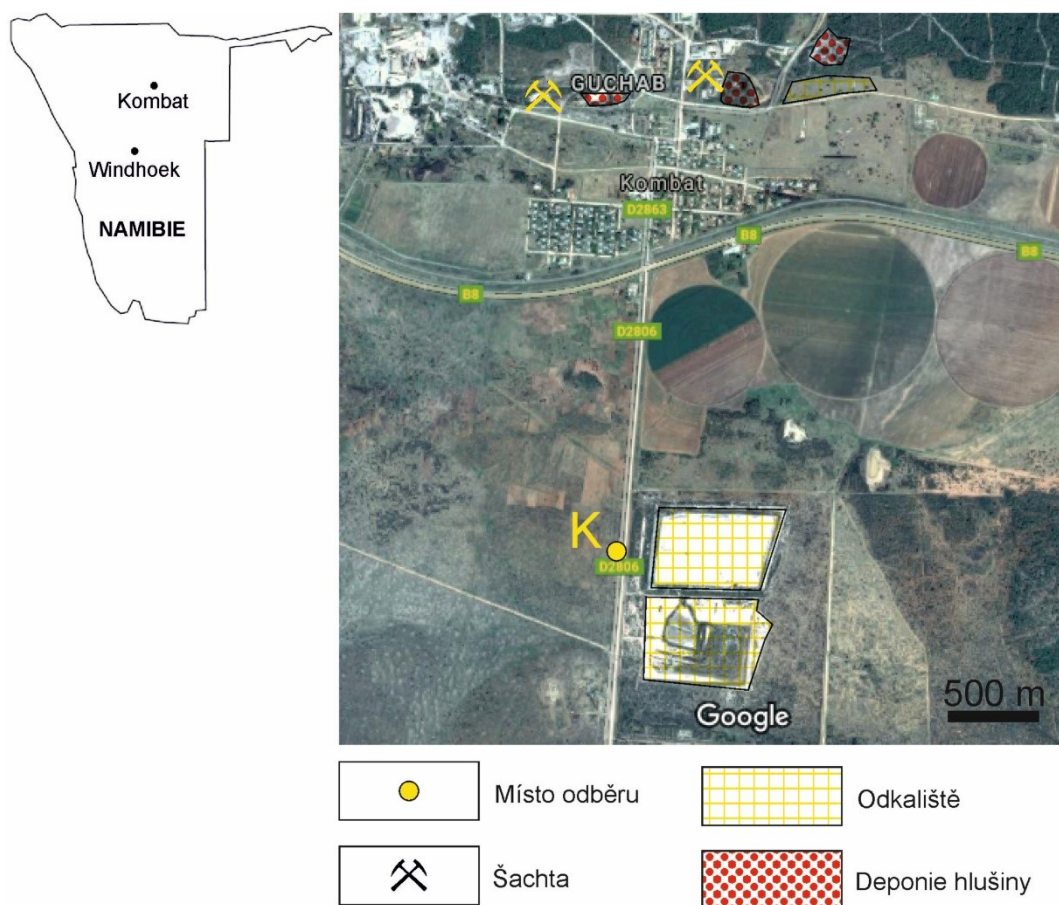 Kombat
Windhoek
NAMIBIE
GUCHAB
Kombat
D2863
B8
B8
B8
D2806
K
D2806
500 m
Google
Místo odběru
Odkaliště
Šachta
Deponie hlušiny